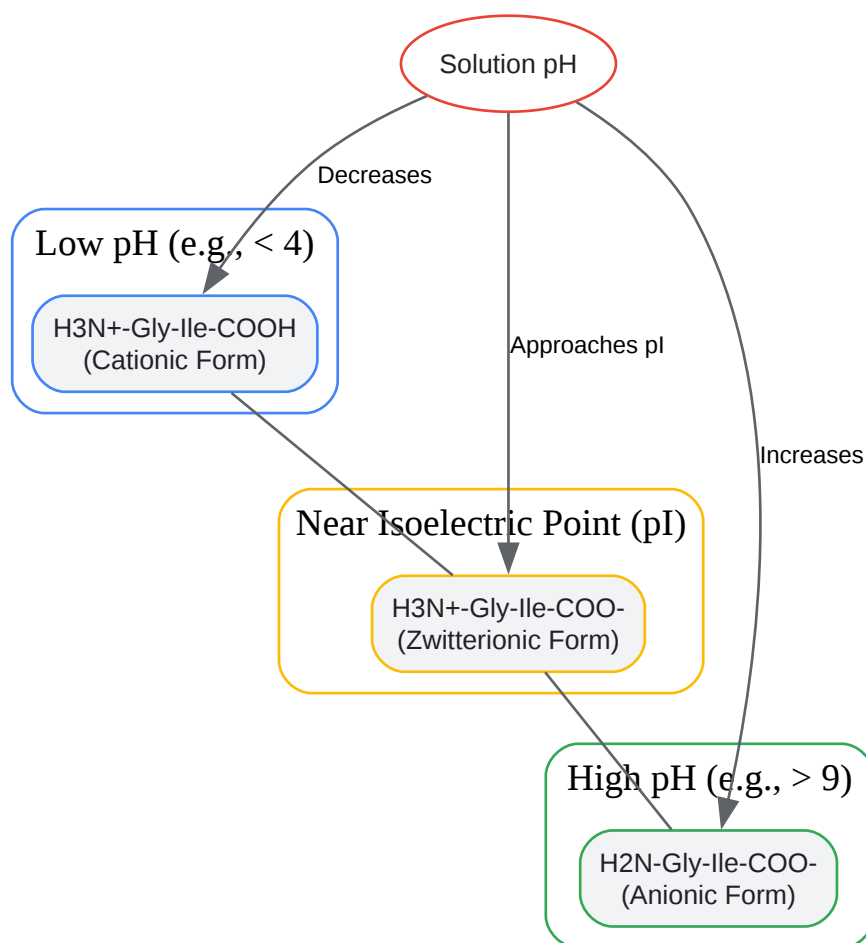 Solution pH
Decreases
Low pH (e.g., < 4)
H3N+-Gly-Ile-COOH
(Cationic Form)
Approaches pI
Increases
Near Isoelectric Point (pI)
H3N+-Gly-Ile-COO-
(Zwitterionic Form)
High pH (e.g., > 9)
H2N-Gly-Ile-COO-
(Anionic Form)